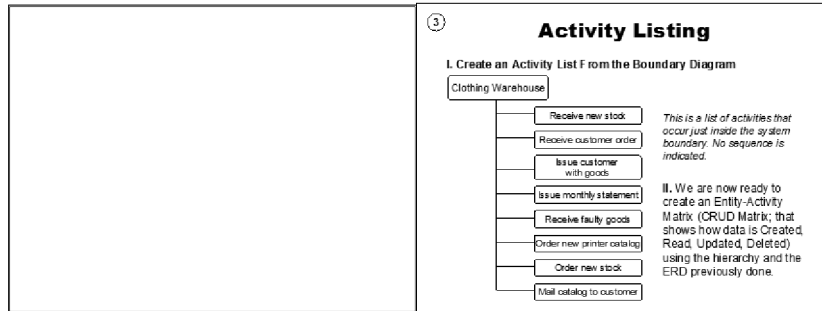 3
Activity Listing
I. Create an Activity List From the Boundary Diagram
Clothing Warehouse
Receive new stock
Receive customer order
Issue customer
with goods
Issue monthly statement
Receive faulty goods
Order new printer catalog
Order new stock
Mail catalog to customer
This is a list of activities that
occur just inside the system
boundary. No sequence is
indicated.
II. We are now ready to
create an Entity-Activity
Matrix (CRUD Matrix; that
shows how data is Created,
Read, Updated, Deleted)
using the hierarchy and the
ERD previously done.